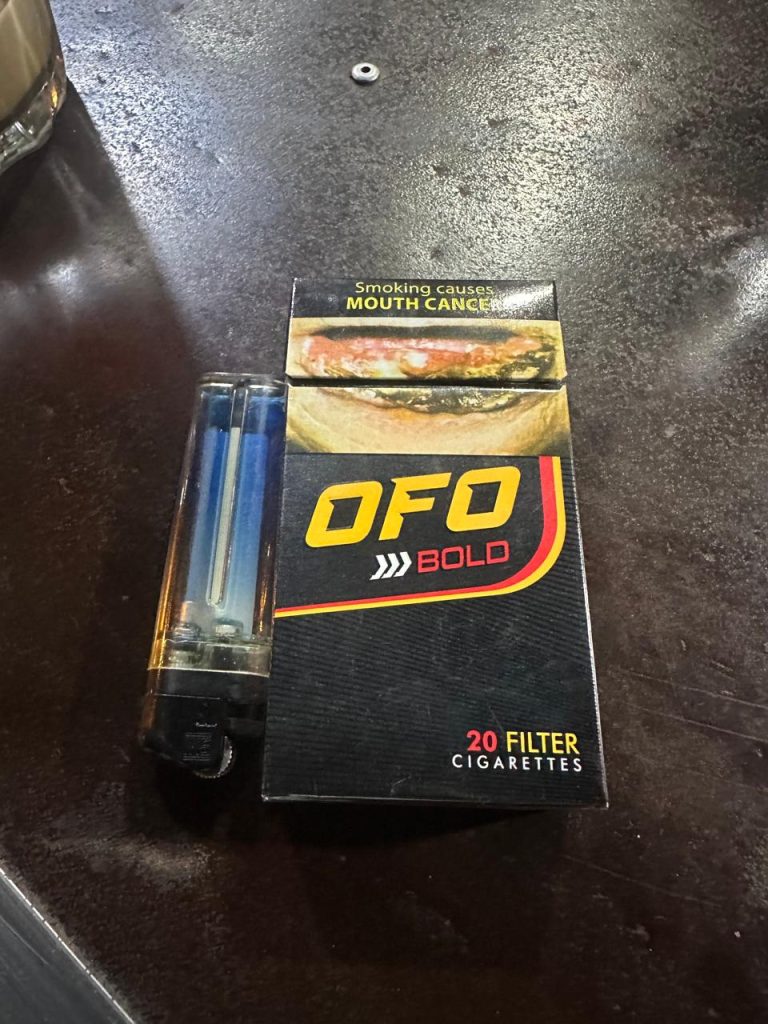 Smoking causes
MOUTH CANCE
OFO
BOLD
20 FILTER
CIGARETTES